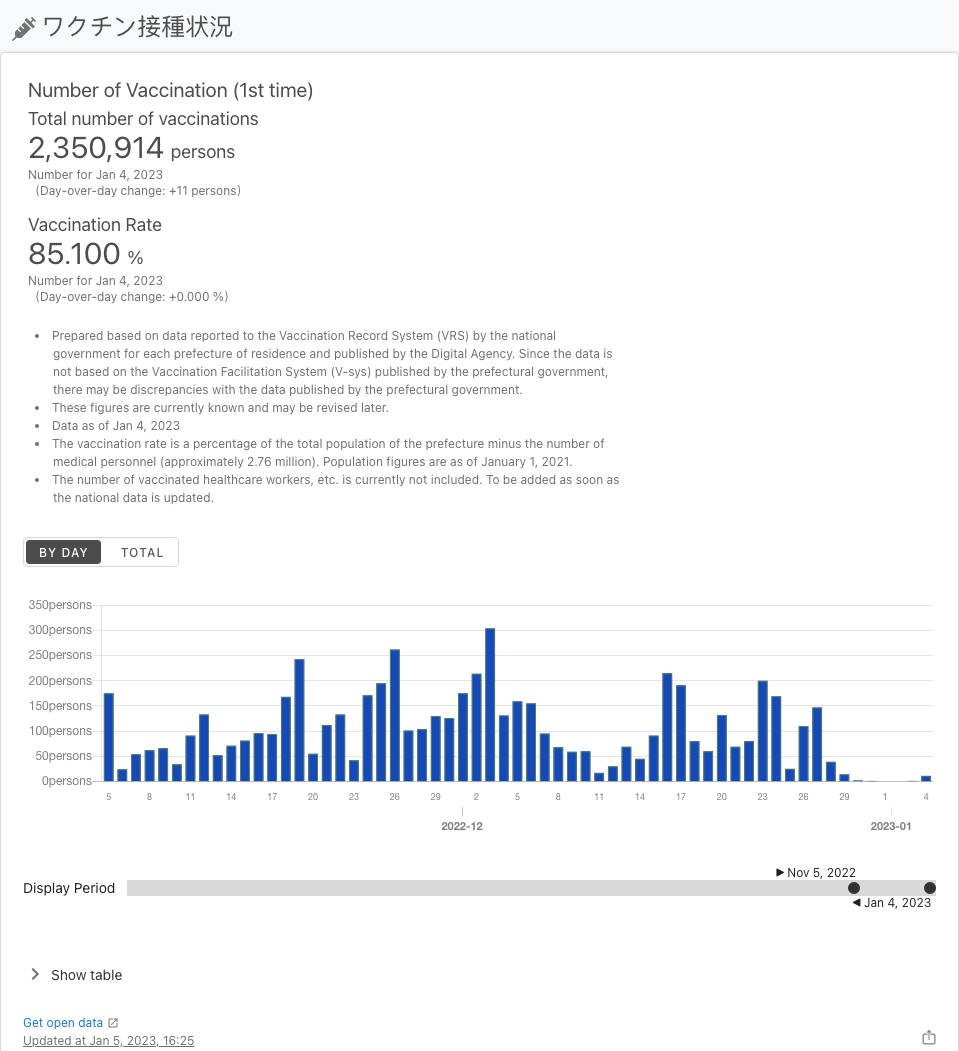 ワクチン接種状況
Number of Vaccination (1st time)
Total number of vaccinations
2,350,914 persons
Number for Jan 4, 2023
(Day-over-day change: +11 persons)
Vaccination Rate
85.100 %
Number for Jan 4, 2023
(Day-over-day change: +0.000 %)
• Prepared based on data reported to the Vaccination Record System (VRS) by the national
government for each prefecture of residence and published by the Digital Agency. Since the data is
not based on the Vaccination Facilitation System (V-sys) published by the prefectural government,
there may be discrepancies with the data published by the prefectural government.
• These figures are currently known and may be revised later.
• Data as of Jan 4, 2023
• The vaccination rate is a percentage of the total population of the prefecture minus the number of
medical personnel (approximately 2.76 million). Population figures are as of January 1, 2021.
• The number of vaccinated healthcare workers, etc. is currently not included. To be added as soon as
the national data is updated.
BY DAY TOTAL
350persons
300persons
250persons
200persons
150persons
100persons
50persons
0persons
5 8 11 14 17 20 23 26 29 2 5 8 11 14 17 20 23 26 29 1 4
2022-12 2023-01
Nov 5, 2022
Display Period
Jan 4, 2023
Show table
Get open data
Updated at Jan 5, 2023, 16:25